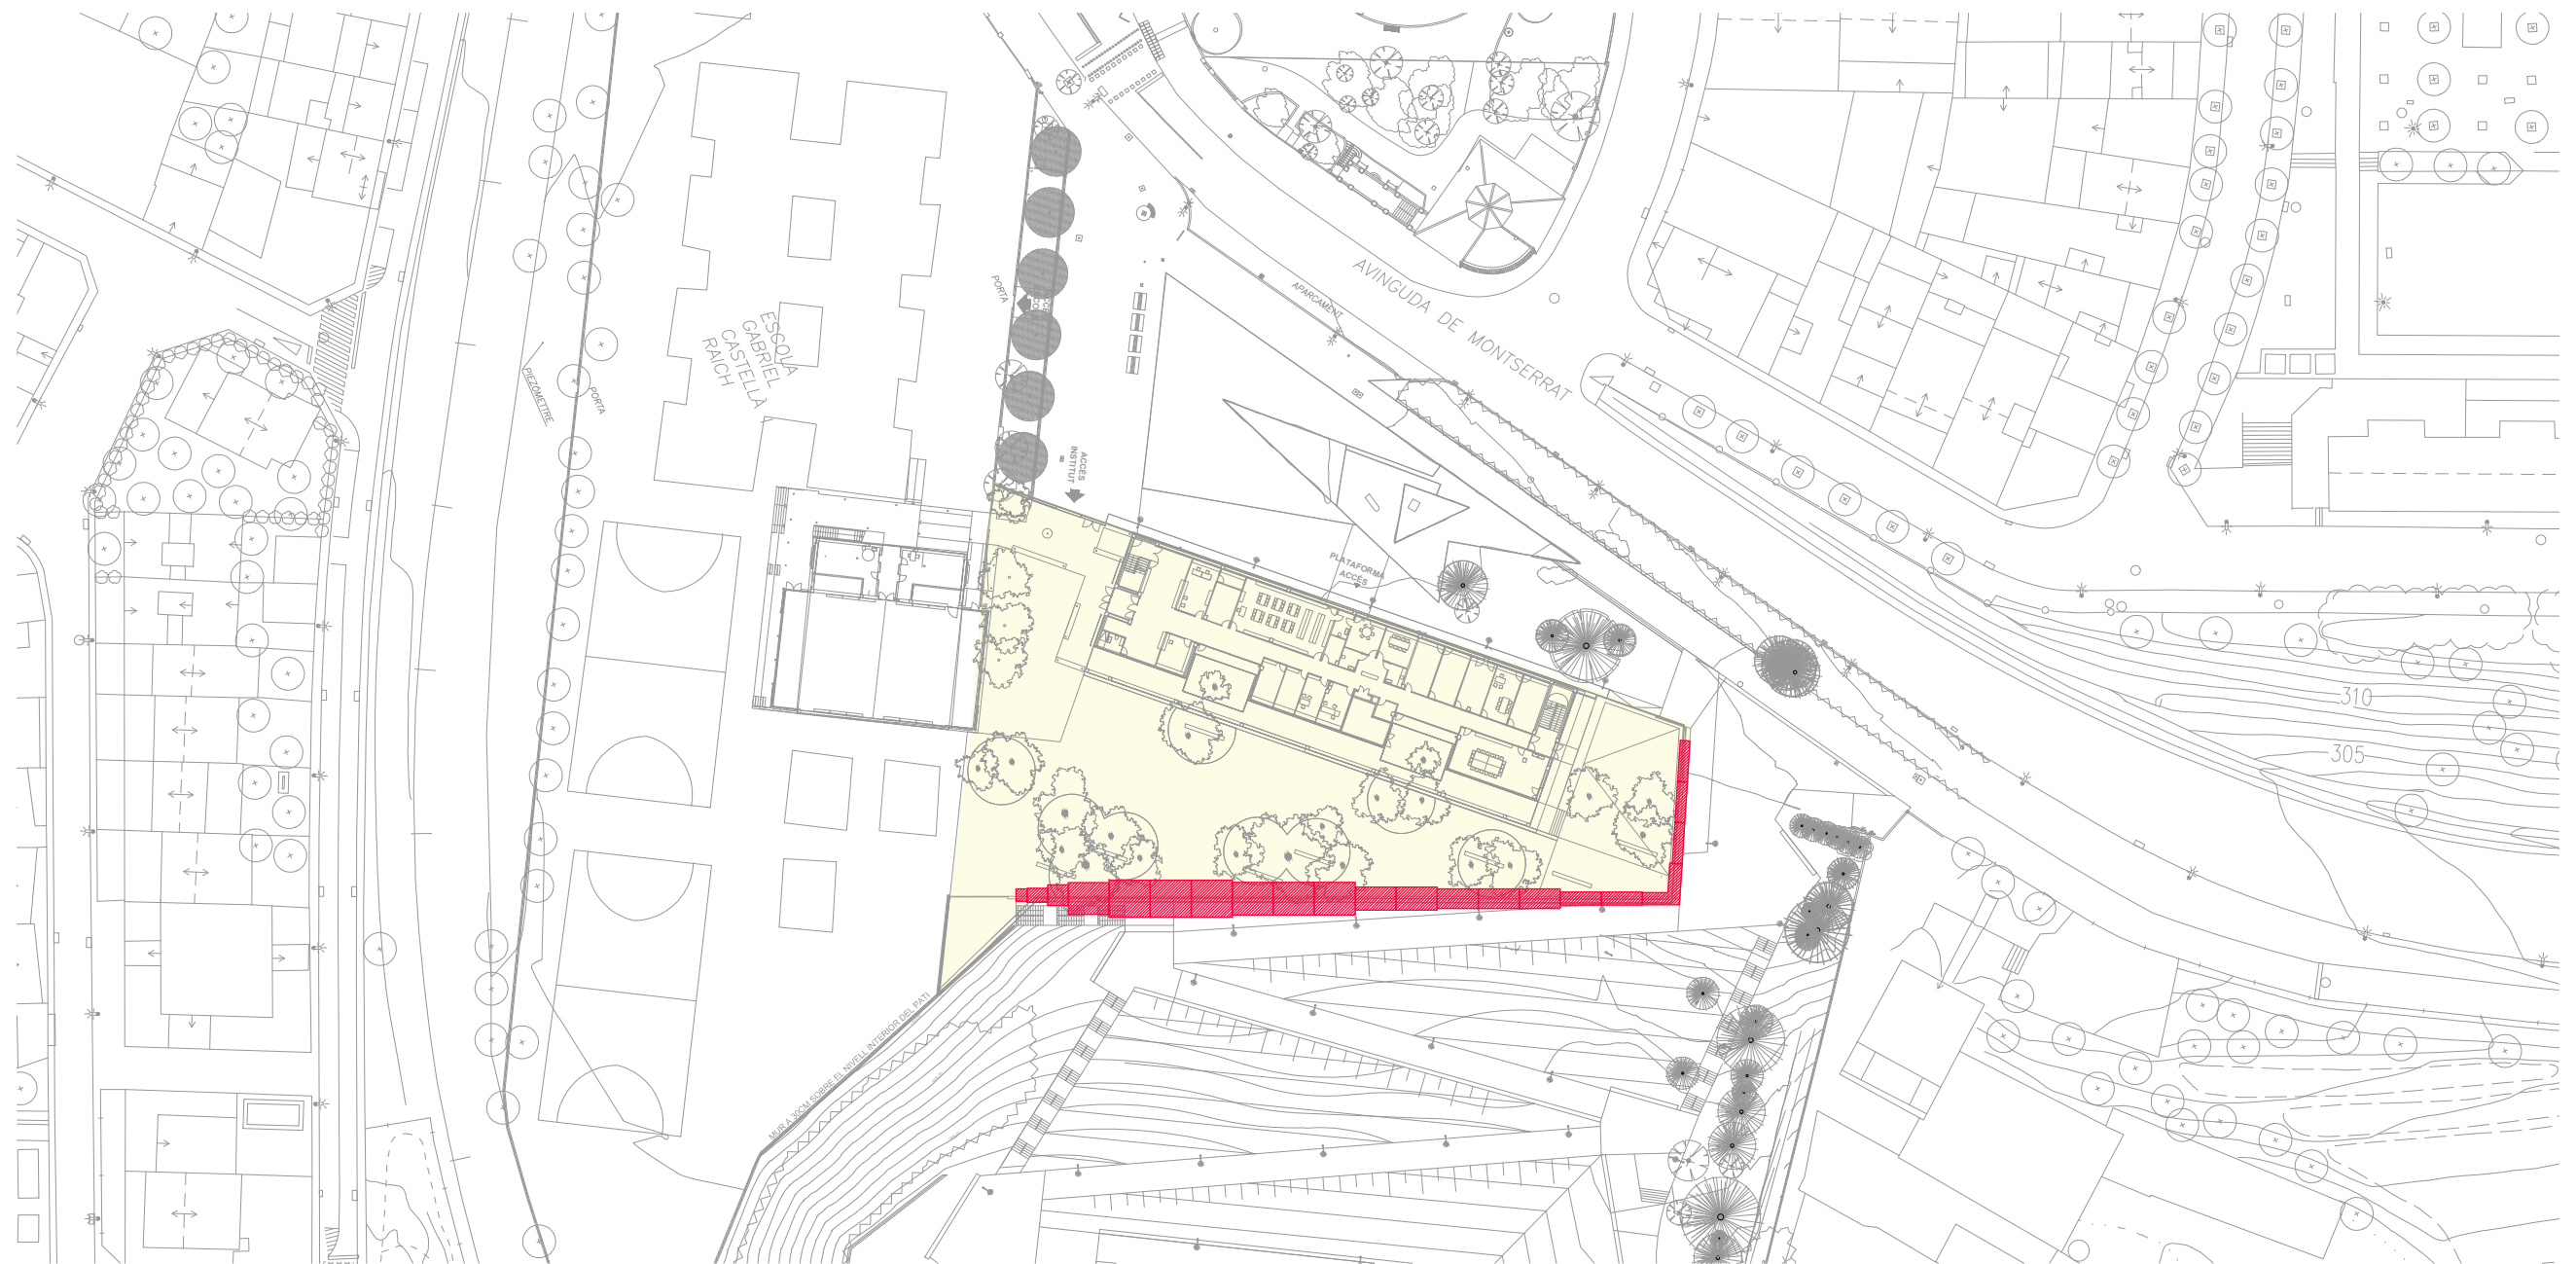 AVINGUDA DE MONTSERRAT
APARCAMENT
PORTA
ESCOLA
GABRIEL
CASTELLA
RAICH
PIEZÒMETRE
PORTA
ACCÉS
INSTITUT
PLATAFORMA
ACCÉS
310
305
MUR A 30CM SOBRE EL NIVELL INTERIOR DEL PATI